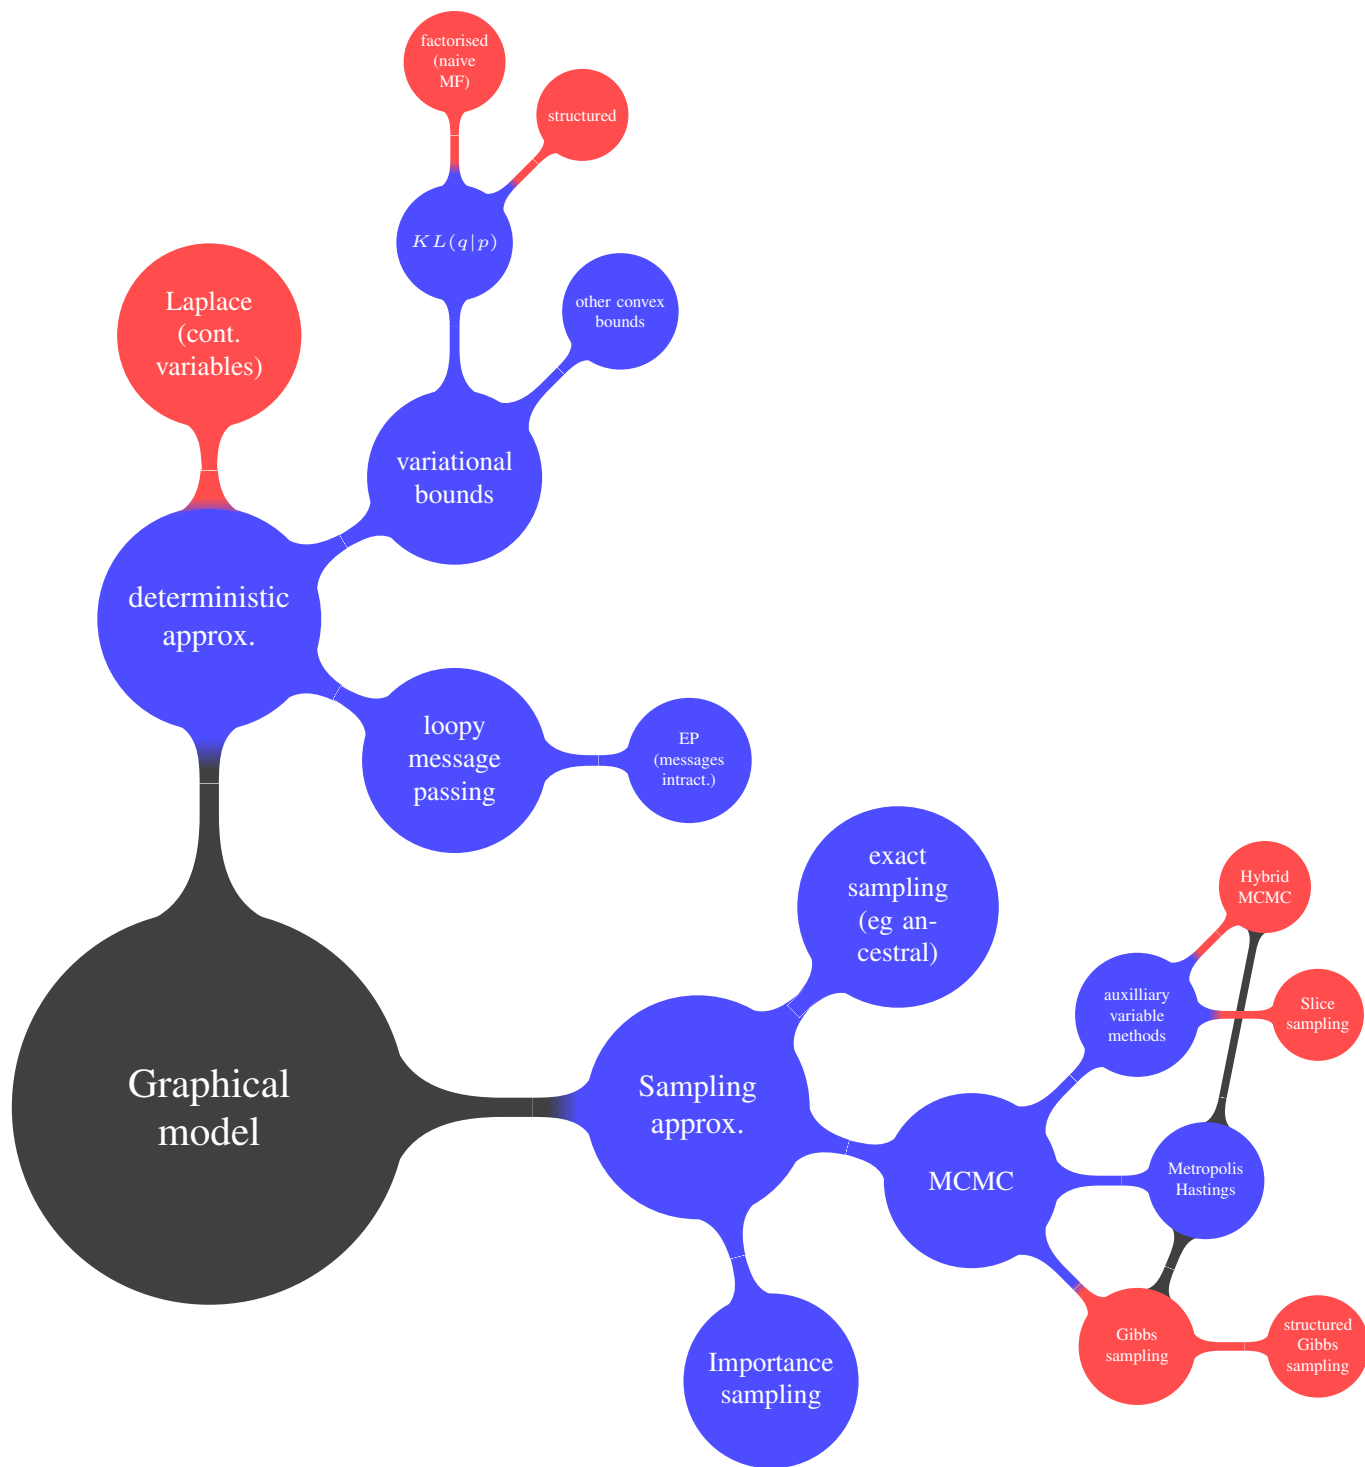 factorised
(naive
MF)
structured
KL(q|p)
other convex
bounds
Laplace
(cont.
variables)
variational
bounds
deterministic
approx.
loopy
message
passing
EP
(messages
intract.)
exact
sampling
(eg an-
cestral)
Hybrid
MCMC
auxilliary
variable
methods
Slice
sampling
Graphical
model
Sampling
approx.
MCMC
Metropolis
Hastings
Importance
sampling
Gibbs
sampling
structured
Gibbs
sampling